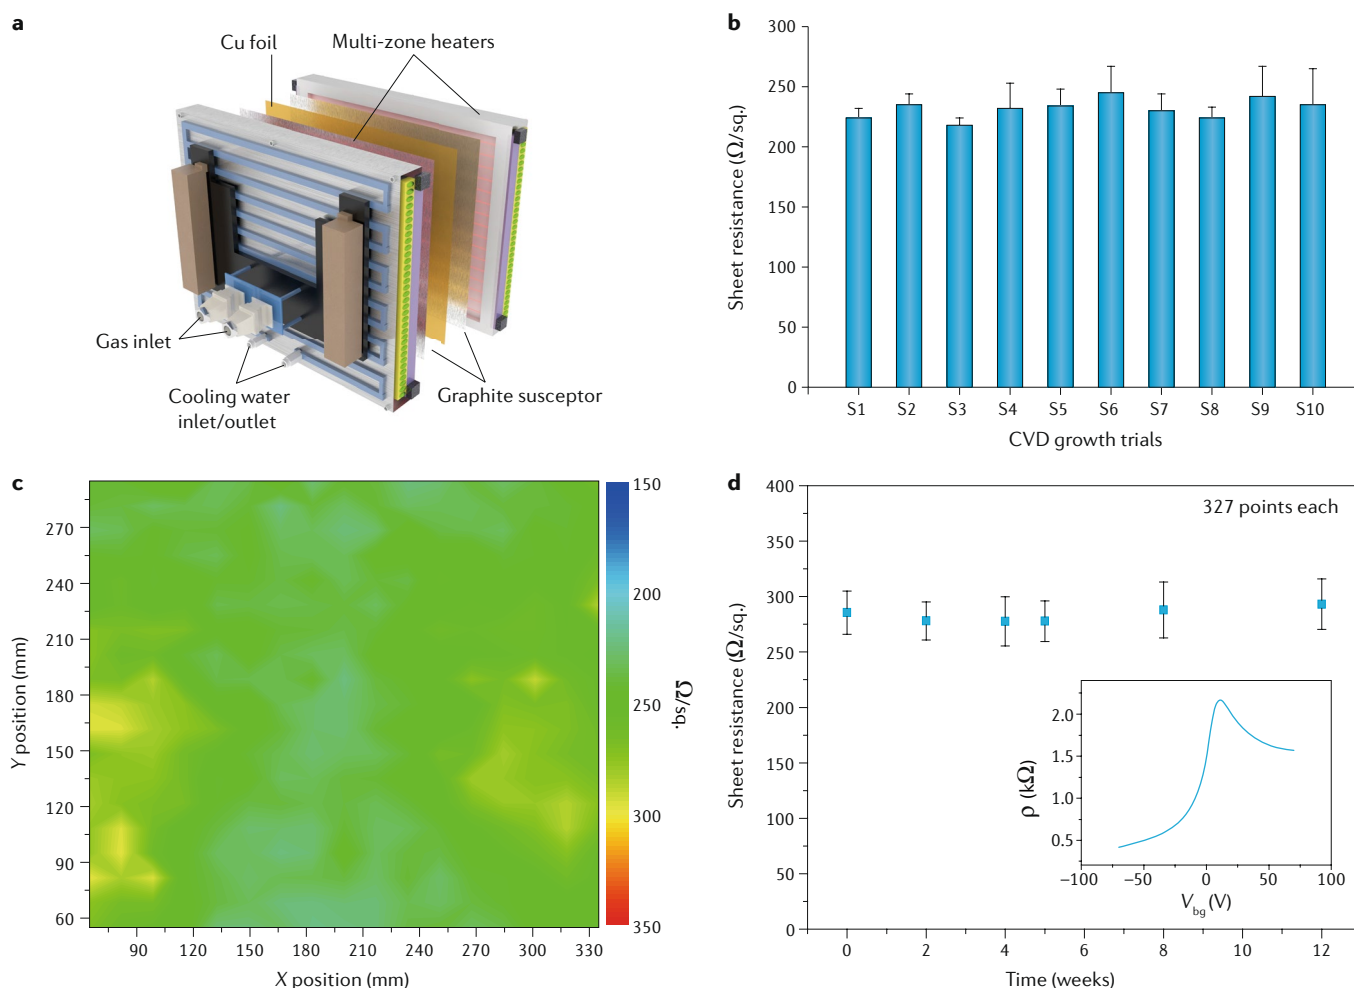 a
Cu foil
Multi-zone heaters
Gas inlet
Cooling water
inlet/outlet
Graphite susceptor
b
Sheet resistance (Ω/sq.)
300
250
200
150
100
50
0
S1 S2 S3 S4 S5 S6 S7 S8 S9 S10
CVD growth trials
c
Y position (mm)
270
240
210
180
150
120
90
60
90 120 150 180 210 240 270 300 330
X position (mm)
150
200
250
300
350
Ω/sq.
d
327 points each
Sheet resistance (Ω/sq.)
400
350
300
250
200
150
100
50
0
0 2 4 6 8 10 12
Time (weeks)
ρ (kΩ)
2.0
1.5
1.0
0.5
−100 −50 0 50 100
Vbg (V)